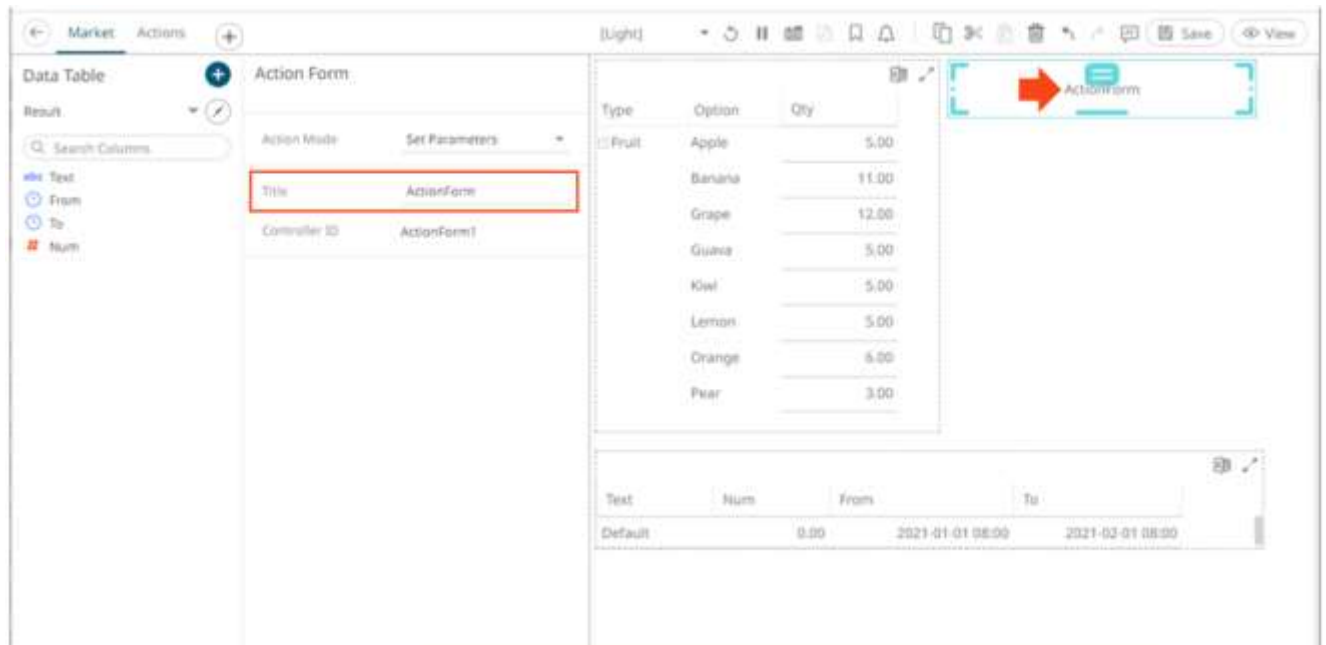 Market Actions
[Light]
Save
View
Data Table
Result
Search Columns
abc Text
From
To
# Num
Action Form
Action Mode Set Parameters
Title ActionForm
Controller ID ActionForm1
Type Option Qty
Fruit Apple 5.00
Banana 11.00
Grape 12.00
Guava 5.00
Kiwi 5.00
Lemon 5.00
Orange 6.00
Pear 3.00
ActionForm
Text Num From To
Default 0.00 2021-01-01 08:00 2021-02-01 08:00